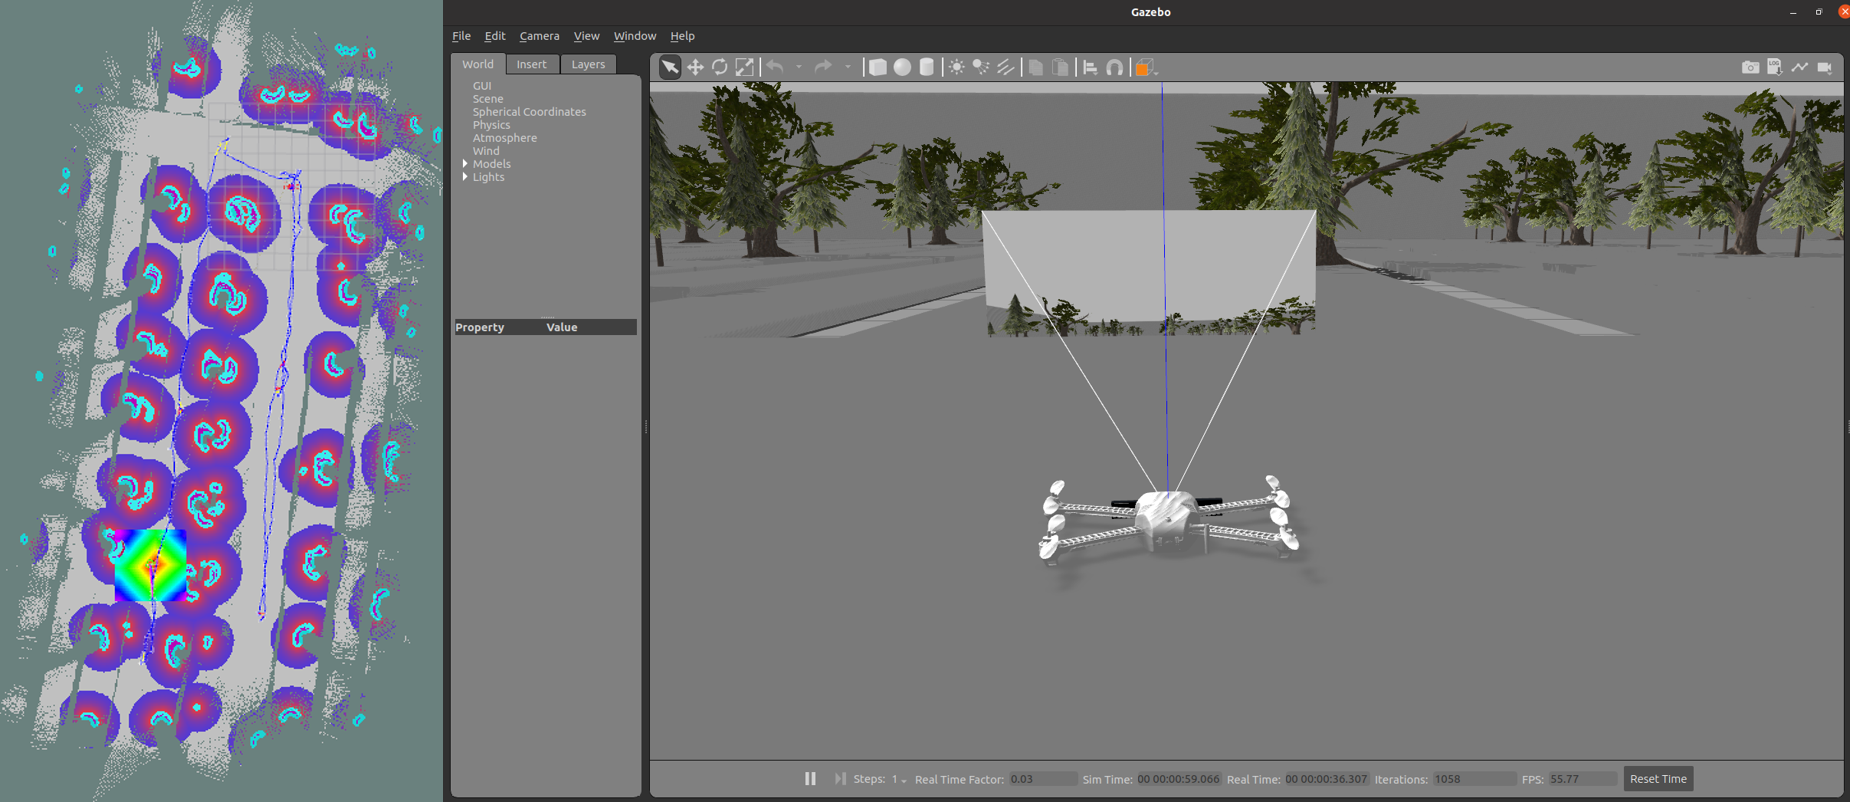 Gazebo
File Edit Camera View Window Help
World Insert Layers
GUI
Scene
Spherical Coordinates
Physics
Atmosphere
Wind
Models
Lights
Property Value
LOG
Steps: 1 Real Time Factor: 0.03 Sim Time: 00 00:00:59.066 Real Time: 00 00:00:36.307 Iterations: 1058 FPS: 55.77 Reset Time